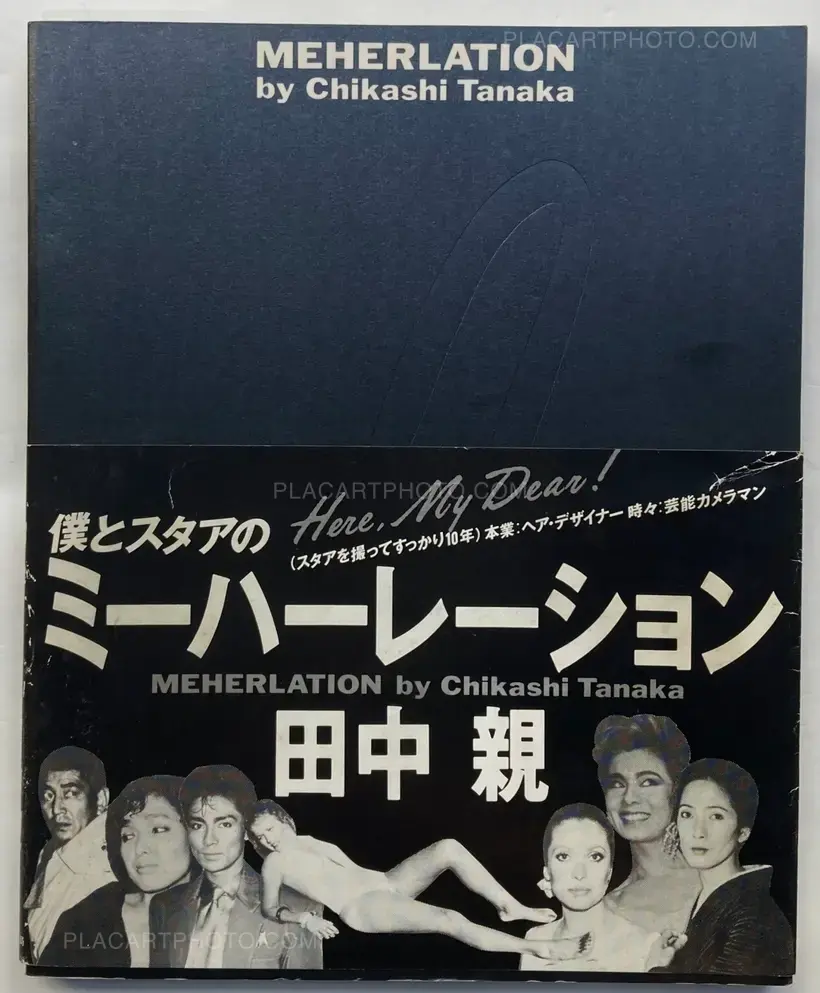 PLACARTPHOTO.COM
MEHERLATION
by Chikashi Tanaka
PLACARTPHOTO.COM
Here, My Dear!
僕とスタアの
(スタアを撮ってすっかり10年) 本業:ヘア・デザイナー 時々:芸能カメラマン
ミーハーレーション
MEHERLATION by Chikashi Tanaka
田中 親
PLACARTPHOTO.COM